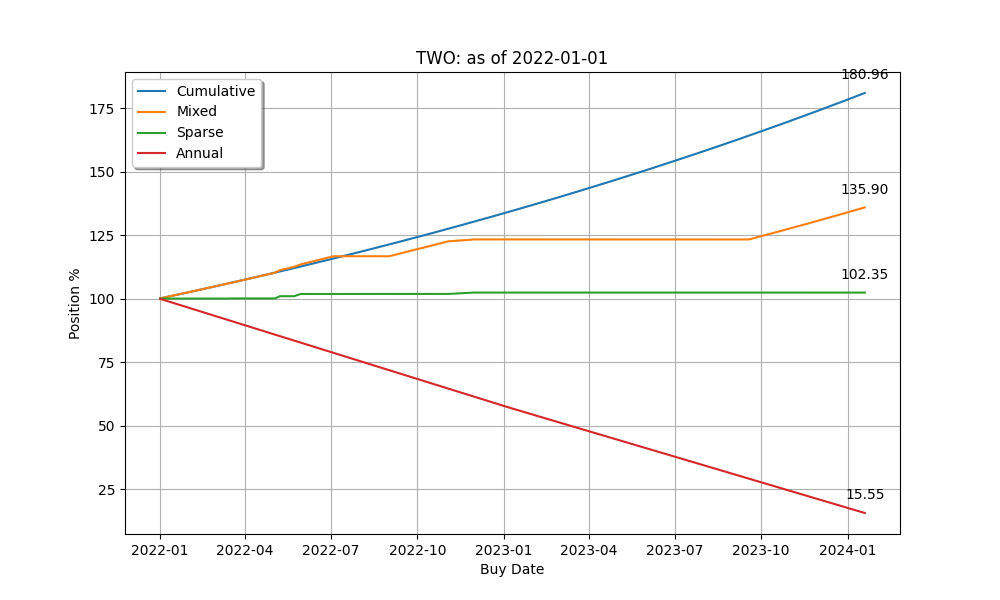 TWO: as of 2022-01-01
180.96
Cumulative
Mixed
Sparse
Annual
175
150
135.90
125
102.35
100
75
50
25
15.55
Position %
2022-01 2022-04 2022-07 2022-10 2023-01 2023-04 2023-07 2023-10 2024-01
Buy Date